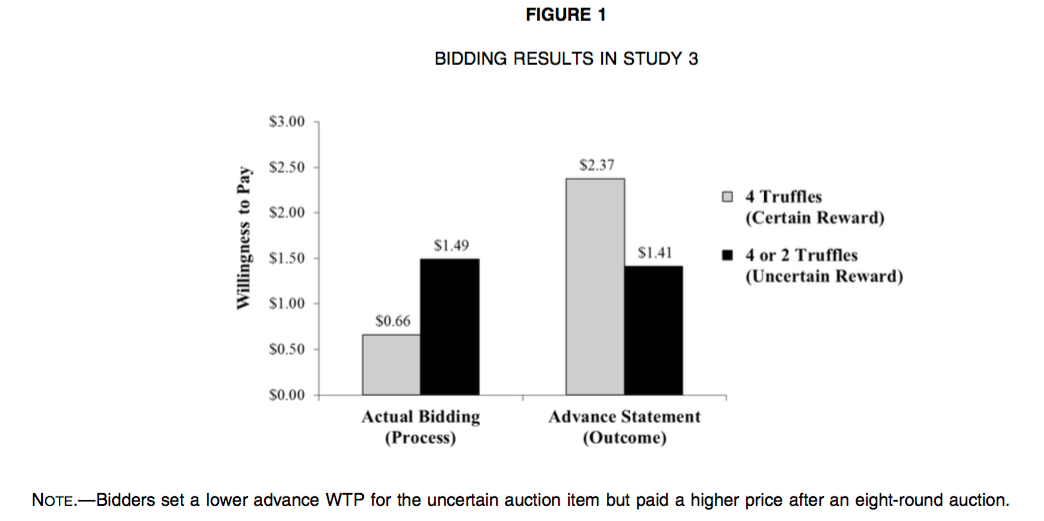 FIGURE 1
BIDDING RESULTS IN STUDY 3
$3.00
$2.50
$2.00
$1.50
$1.00
$0.50
$0.00
Willingness to Pay
$0.66
$1.49
$2.37
$1.41
Actual Bidding
(Process)
Advance Statement
(Outcome)
4 Truffles
(Certain Reward)
4 or 2 Truffles
(Uncertain Reward)
NOTE.—Bidders set a lower advance WTP for the uncertain auction item but paid a higher price after an eight-round auction.